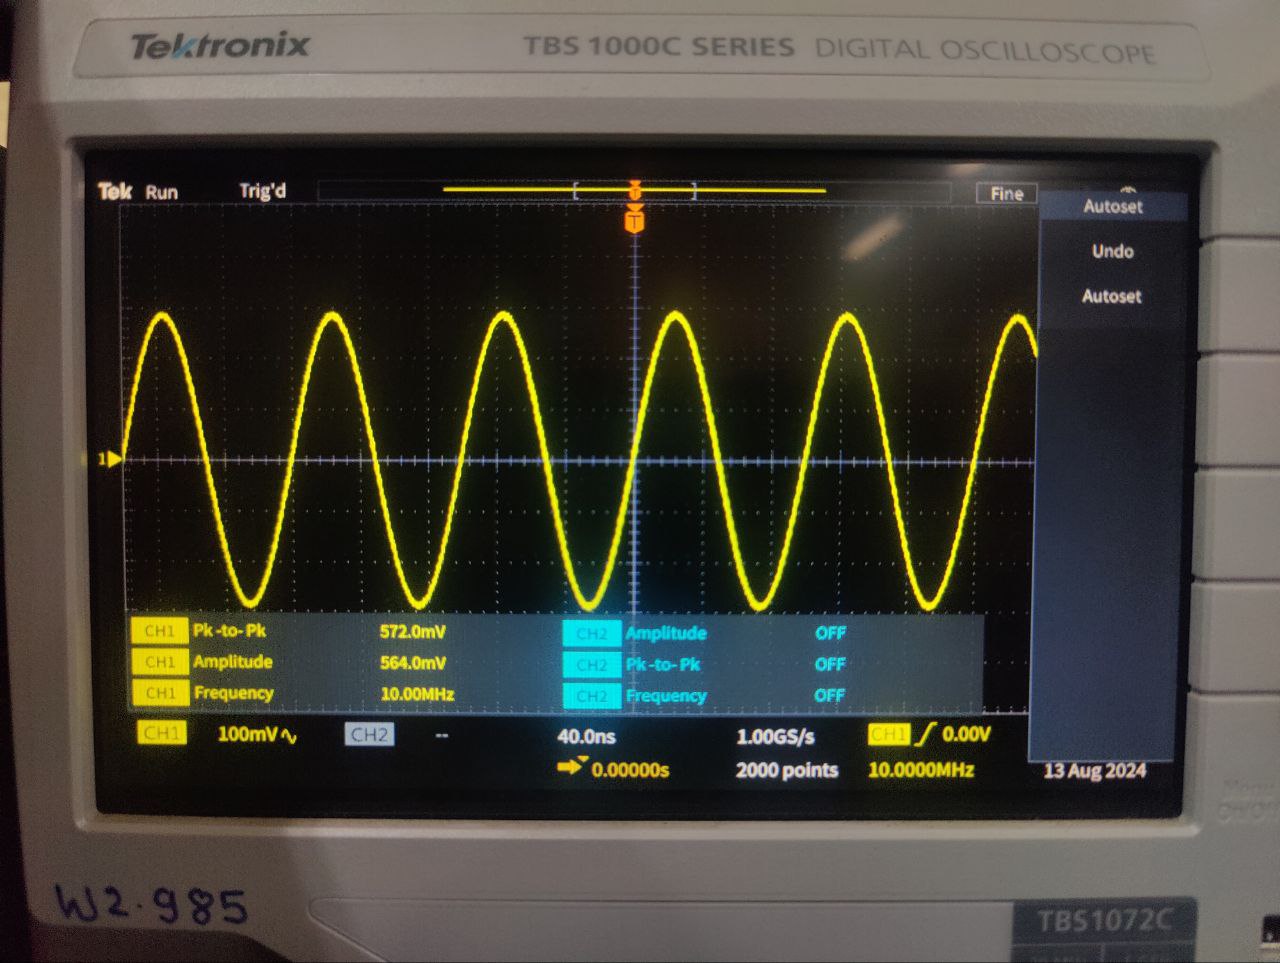 Tektronix TBS 1000C SERIES DIGITAL OSCILLOSCOPE
Tek Run Trig'd Fine
T
Autoset
Undo
Autoset
1
CH1 Pk-to-Pk 572.0mV CH2 Amplitude OFF
CH1 Amplitude 564.0mV CH2 Pk-to-Pk OFF
CH1 Frequency 10.00MHz CH2 Frequency OFF
CH1 100mV CH2 -- 40.0ns 1.00GS/s CH1 0.00V
0.00000s 2000 points 10.0000MHz 13 Aug 2024
W2.985
TBS1072C